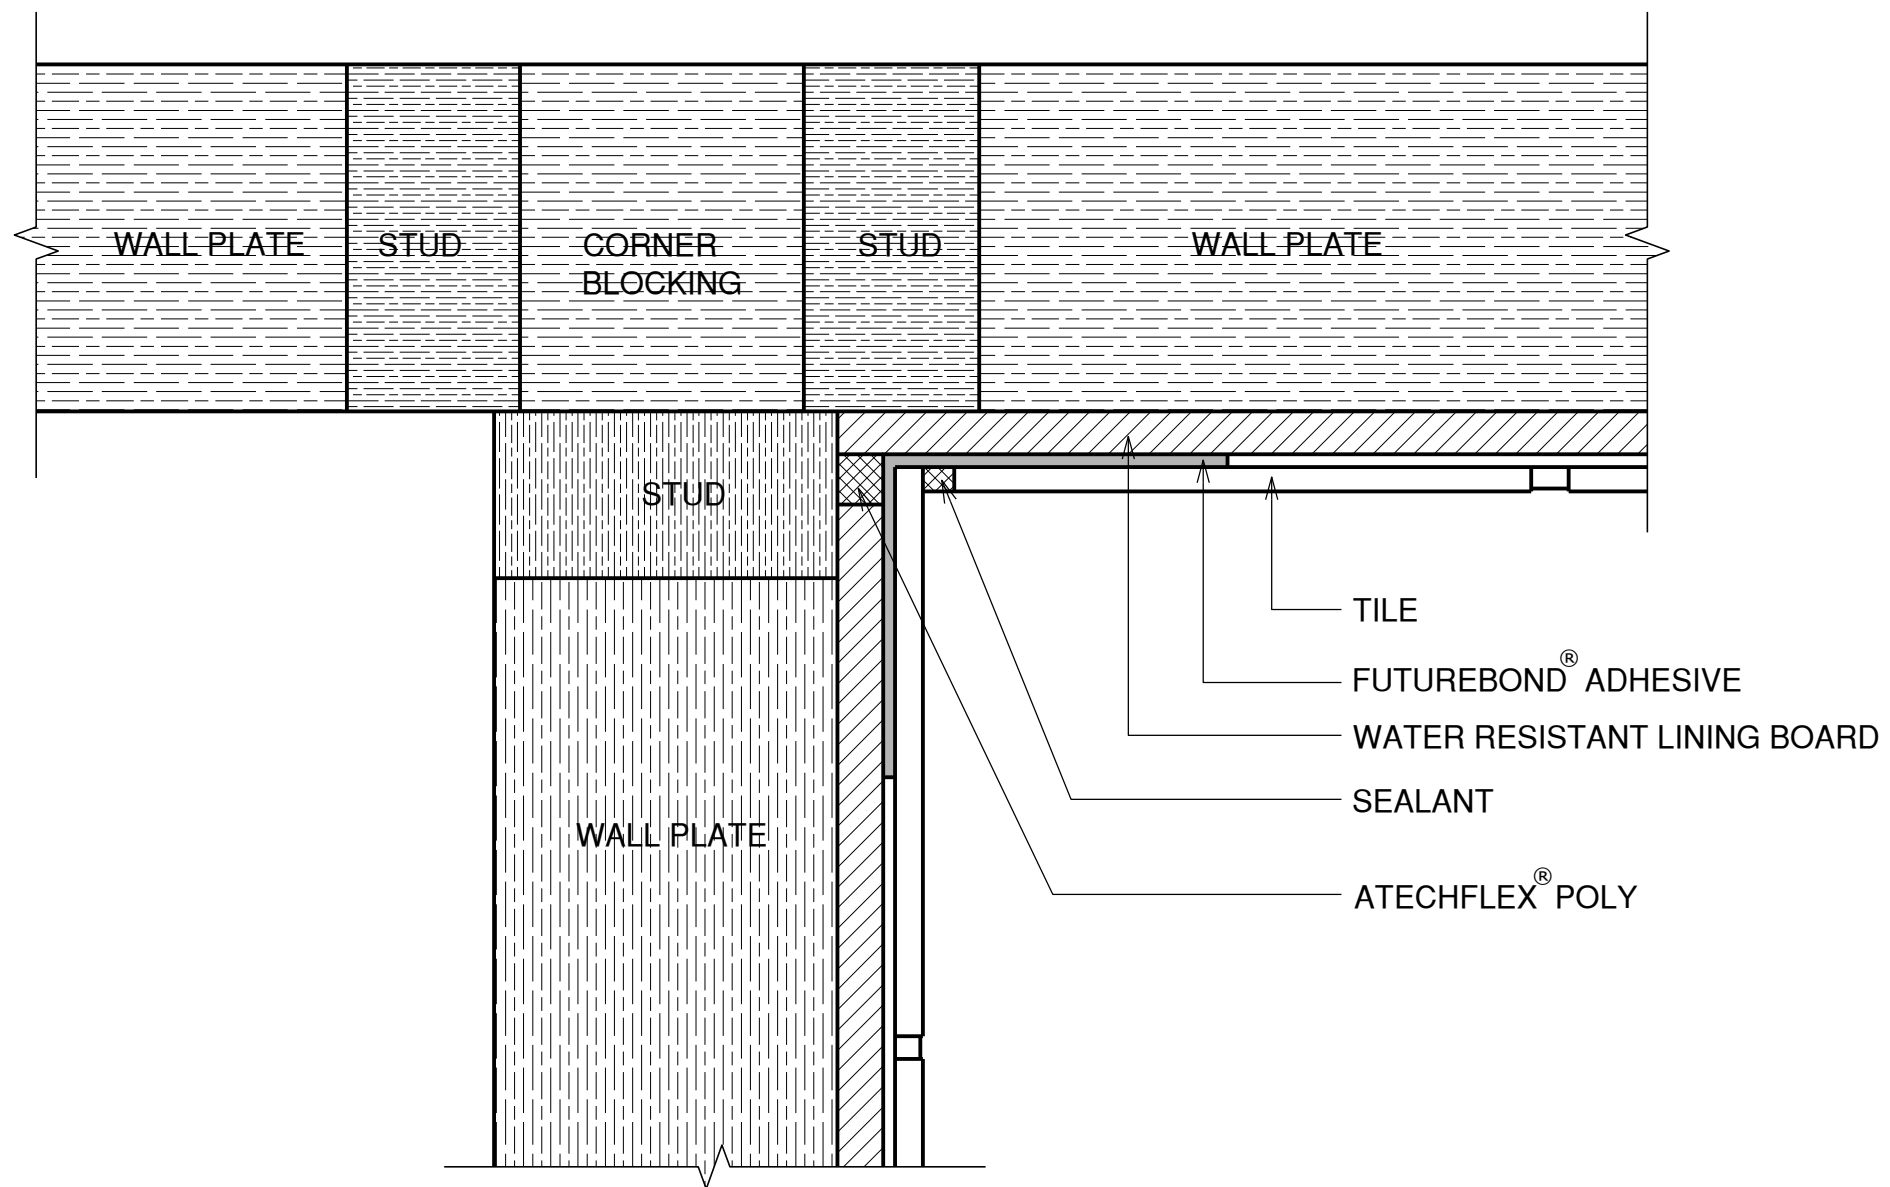 WALL PLATE
STUD
CORNER
BLOCKING
STUD
WALL PLATE
STUD
WALL PLATE
TILE
FUTUREBOND® ADHESIVE
WATER RESISTANT LINING BOARD
SEALANT
ATECHFLEX® POLY